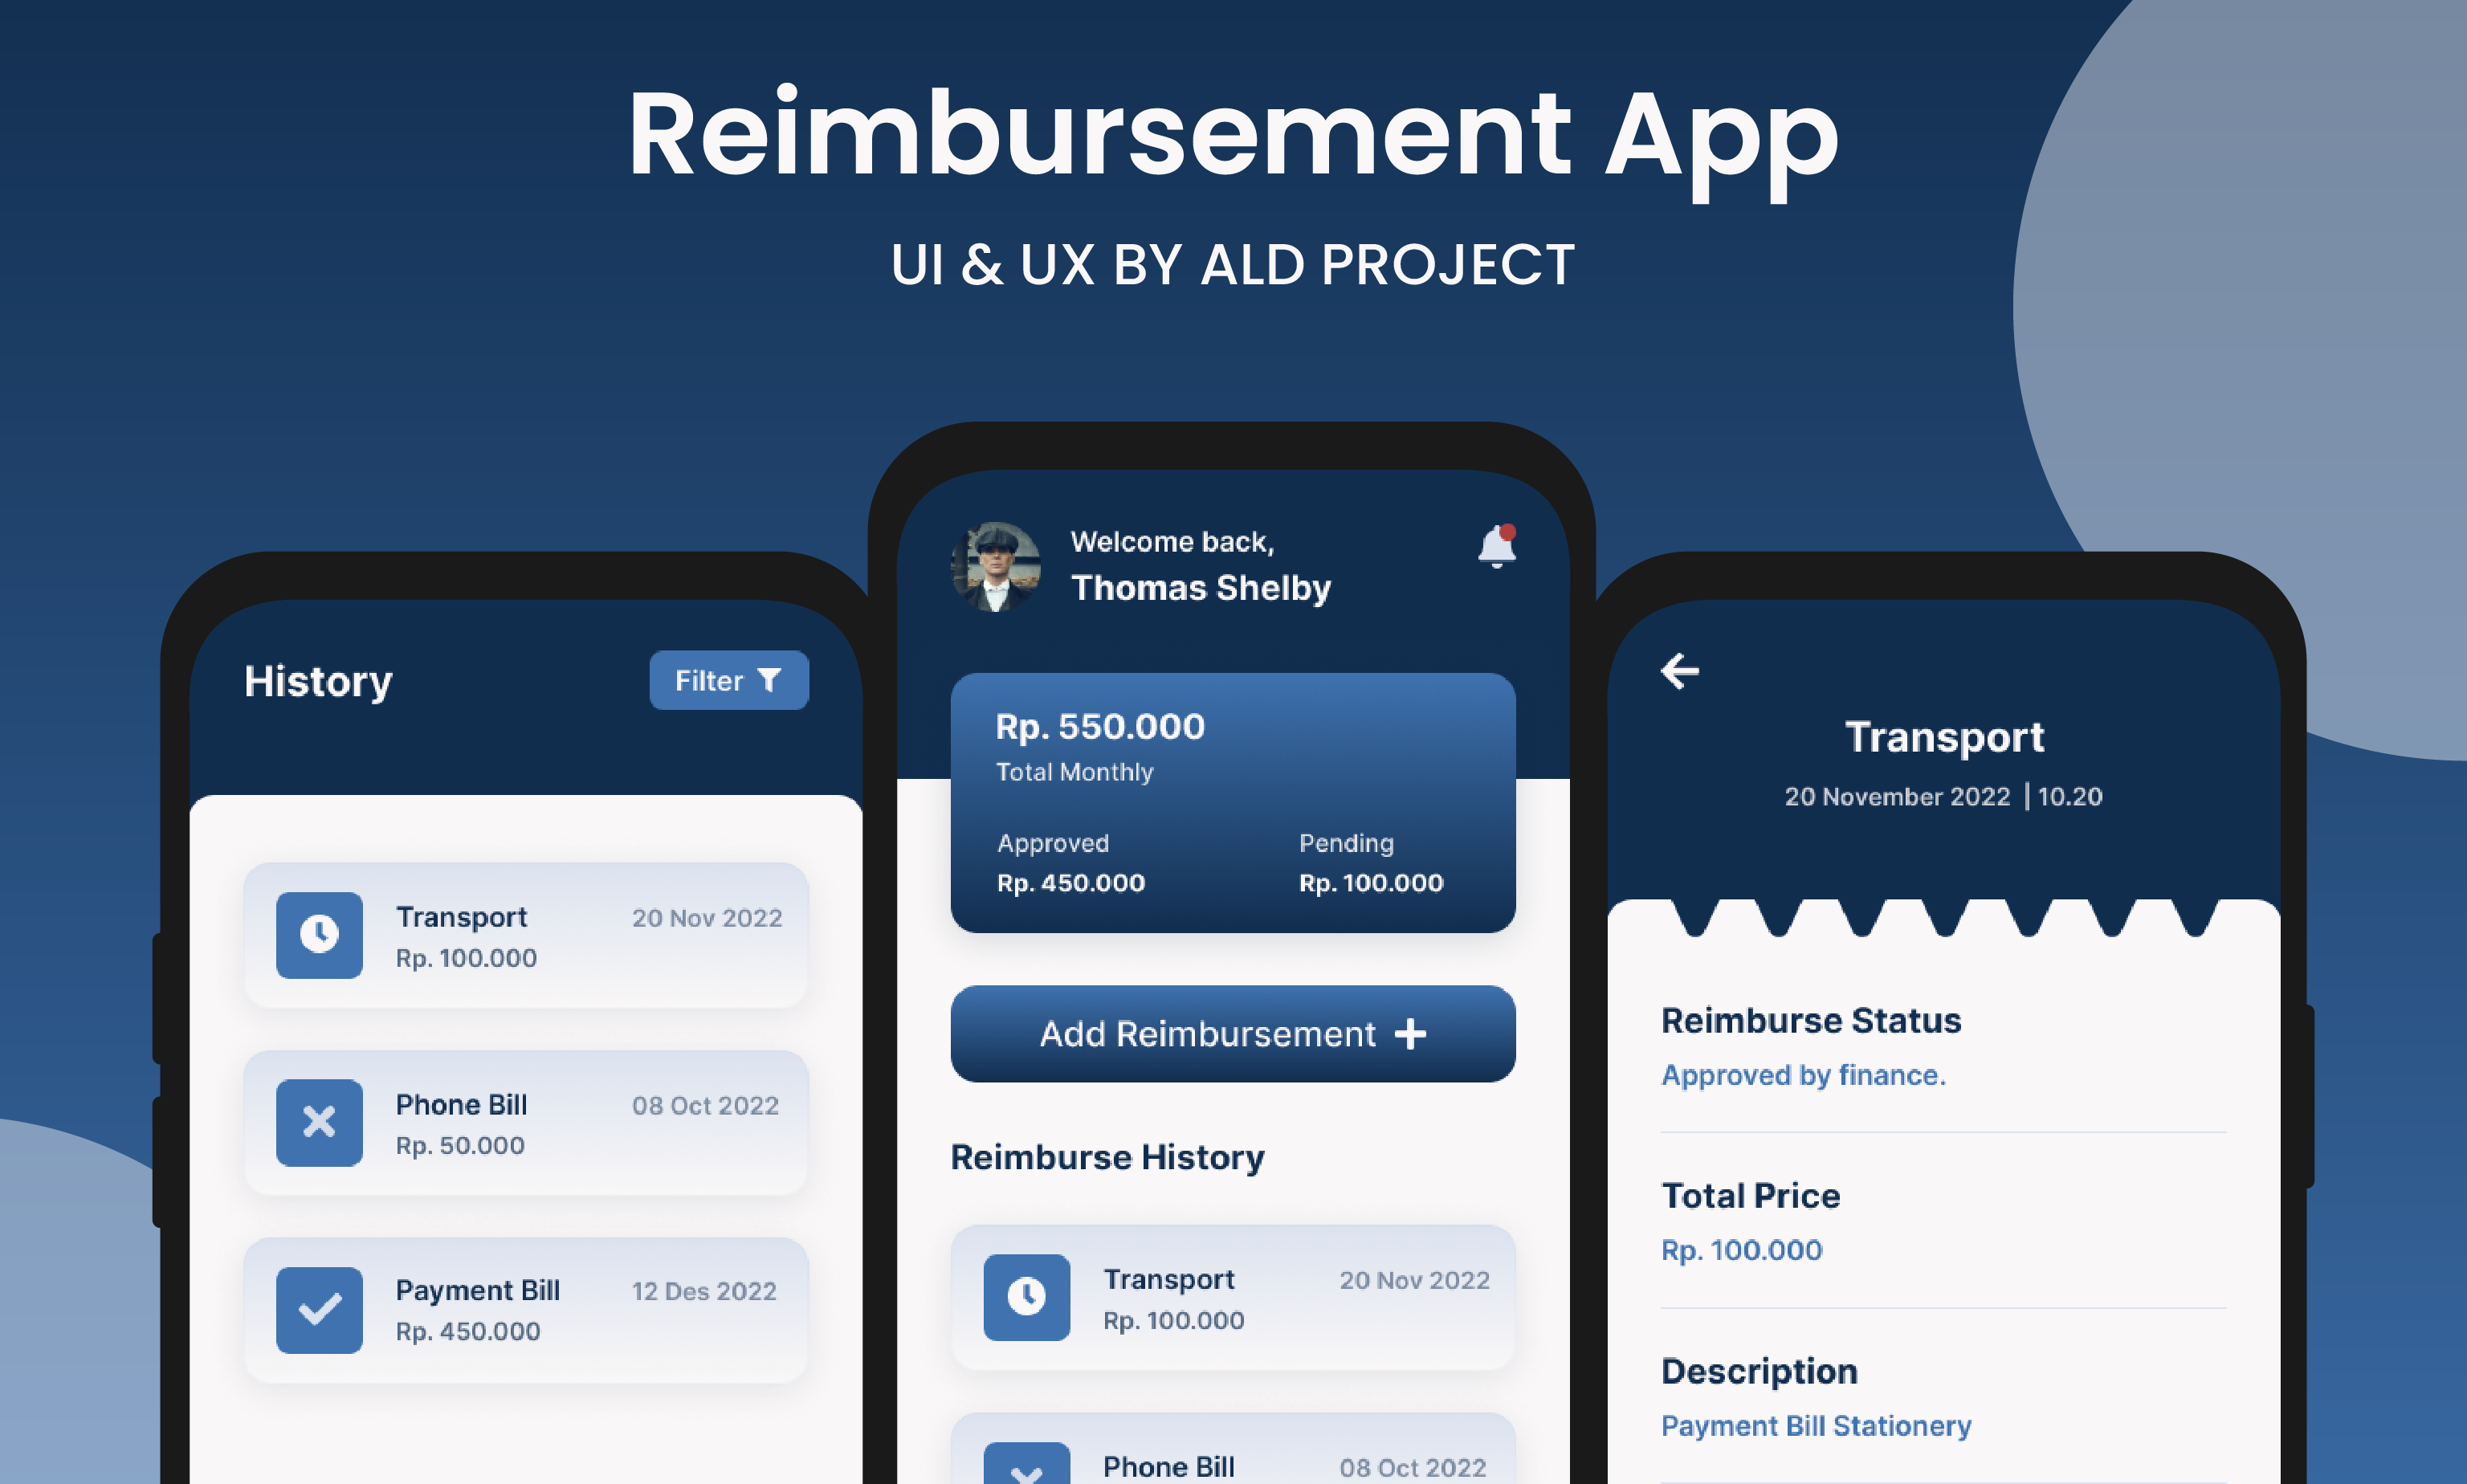 Reimbursement App
UI & UX BY ALD PROJECT
History
Filter
Transport
20 Nov 2022
Rp. 100.000
Phone Bill
08 Oct 2022
Rp. 50.000
Payment Bill
12 Des 2022
Rp. 450.000
Welcome back,
Thomas Shelby
Rp. 550.000
Total Monthly
Approved
Pending
Rp. 450.000
Rp. 100.000
Add Reimbursement +
Reimburse History
Transport
20 Nov 2022
Rp. 100.000
Phone Bill
08 Oct 2022
Transport
20 November 2022 | 10.20
Reimburse Status
Approved by finance.
Total Price
Rp. 100.000
Description
Payment Bill Stationery